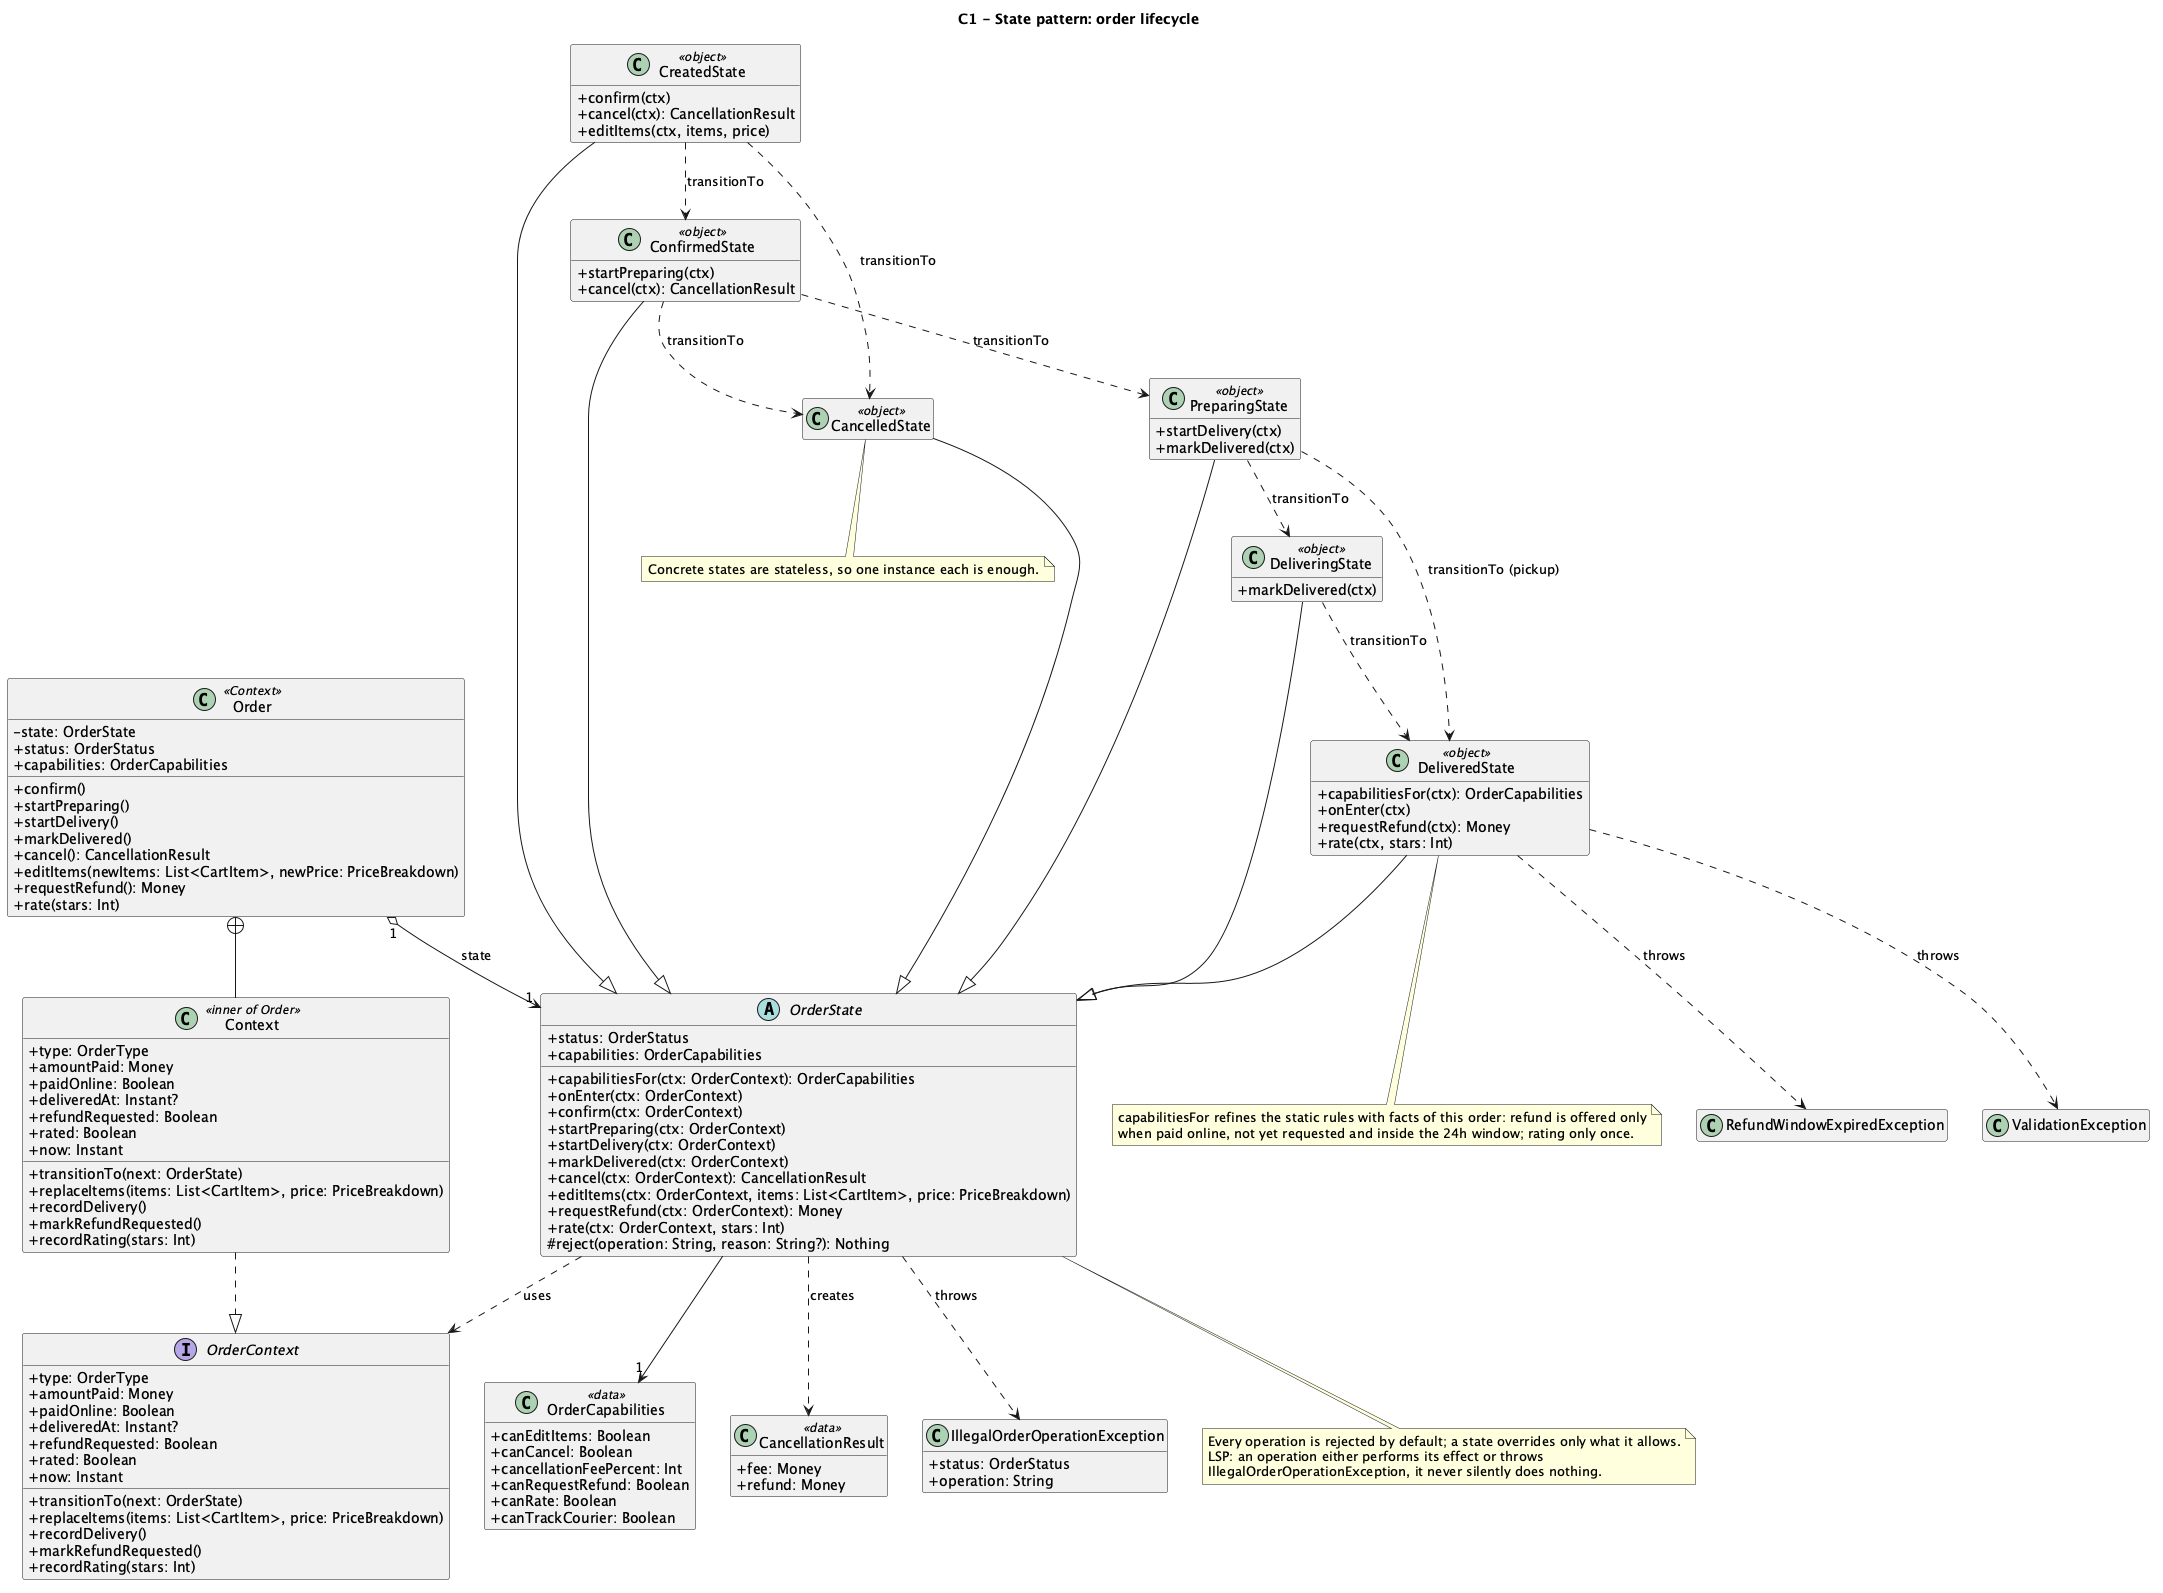 C1 – State pattern: order lifecycle
«object»
CreatedState
+confirm(ctx)
+cancel(ctx): CancellationResult
+editItems(ctx, items, price)
transitionTo
transitionTo
«object»
ConfirmedState
+startPreparing(ctx)
+cancel(ctx): CancellationResult
transitionTo
transitionTo
«object»
CancelledState
«object»
PreparingState
+startDelivery(ctx)
+markDelivered(ctx)
transitionTo
transitionTo (pickup)
Concrete states are stateless, so one instance each is enough.
«object»
DeliveringState
+markDelivered(ctx)
transitionTo
«Context»
Order
-state: OrderState
+status: OrderStatus
+capabilities: OrderCapabilities
+confirm()
+startPreparing()
+startDelivery()
+markDelivered()
+cancel(): CancellationResult
+editItems(newItems: List<CartItem>, newPrice: PriceBreakdown)
+requestRefund(): Money
+rate(stars: Int)
«object»
DeliveredState
+capabilitiesFor(ctx): OrderCapabilities
+onEnter(ctx)
+requestRefund(ctx): Money
+rate(ctx, stars: Int)
1
state
1
throws
throws
«inner of Order»
Context
+type: OrderType
+amountPaid: Money
+paidOnline: Boolean
+deliveredAt: Instant?
+refundRequested: Boolean
+rated: Boolean
+now: Instant
+transitionTo(next: OrderState)
+replaceItems(items: List<CartItem>, price: PriceBreakdown)
+recordDelivery()
+markRefundRequested()
+recordRating(stars: Int)
OrderState
+status: OrderStatus
+capabilities: OrderCapabilities
+capabilitiesFor(ctx: OrderContext): OrderCapabilities
+onEnter(ctx: OrderContext)
+confirm(ctx: OrderContext)
+startPreparing(ctx: OrderContext)
+startDelivery(ctx: OrderContext)
+markDelivered(ctx: OrderContext)
+cancel(ctx: OrderContext): CancellationResult
+editItems(ctx: OrderContext, items: List<CartItem>, price: PriceBreakdown)
+requestRefund(ctx: OrderContext): Money
+rate(ctx: OrderContext, stars: Int)
#reject(operation: String, reason: String?): Nothing
capabilitiesFor refines the static rules with facts of this order: refund is offered only
when paid online, not yet requested and inside the 24h window; rating only once.
RefundWindowExpiredException
ValidationException
uses
creates
throws
1
OrderContext
+type: OrderType
+amountPaid: Money
+paidOnline: Boolean
+deliveredAt: Instant?
+refundRequested: Boolean
+rated: Boolean
+now: Instant
+transitionTo(next: OrderState)
+replaceItems(items: List<CartItem>, price: PriceBreakdown)
+recordDelivery()
+markRefundRequested()
+recordRating(stars: Int)
«data»
OrderCapabilities
+canEditItems: Boolean
+canCancel: Boolean
+cancellationFeePercent: Int
+canRequestRefund: Boolean
+canRate: Boolean
+canTrackCourier: Boolean
«data»
CancellationResult
+fee: Money
+refund: Money
IllegalOrderOperationException
+status: OrderStatus
+operation: String
Every operation is rejected by default; a state overrides only what it allows.
LSP: an operation either performs its effect or throws
IllegalOrderOperationException, it never silently does nothing.